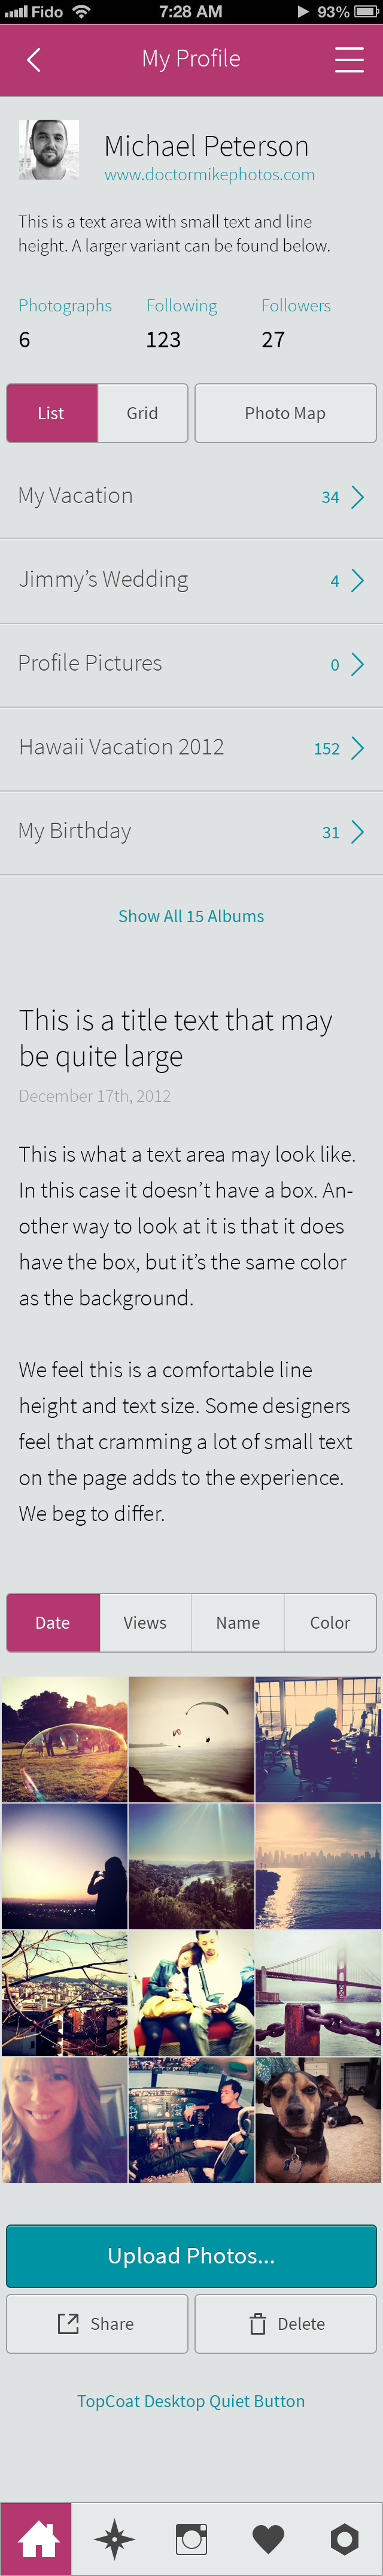 Fido 7:28 AM 93%
My Profile
Michael Peterson
www.doctormikephotos.com
This is a text area with small text and line
height. A larger variant can be found below.
Photographs Following Followers
6 123 27
List Grid Photo Map
My Vacation 34
Jimmy’s Wedding 4
Profile Pictures 0
Hawaii Vacation 2012 152
My Birthday 31
Show All 15 Albums
This is a title text that may
be quite large
December 17th, 2012
This is what a text area may look like.
In this case it doesn’t have a box. An-
other way to look at it is that it does
have the box, but it’s the same color
as the background.
We feel this is a comfortable line
height and text size. Some designers
feel that cramming a lot of small text
on the page adds to the experience.
We beg to differ.
Date Views Name Color
Upload Photos...
Share Delete
TopCoat Desktop Quiet Button